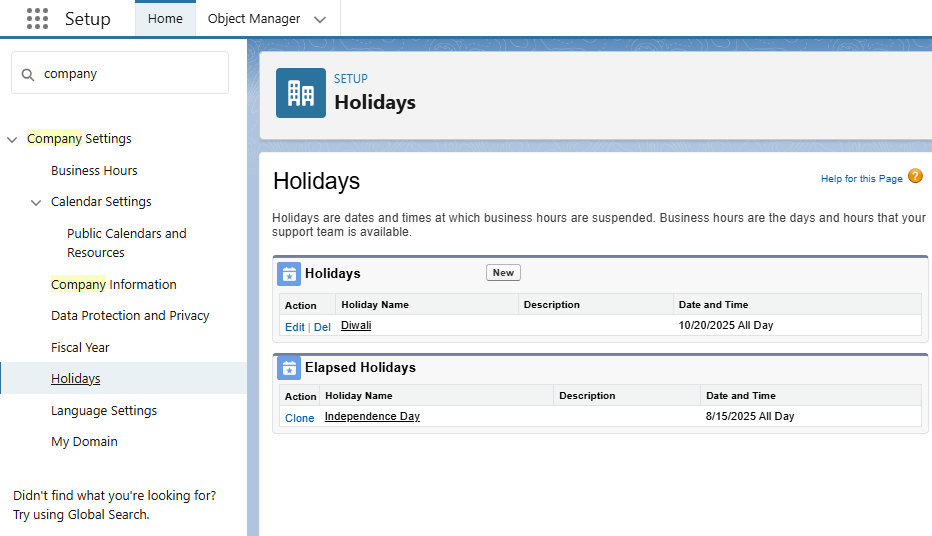 Setup
Home
Object Manager
company
Company Settings
Business Hours
Calendar Settings
Public Calendars and
Resources
Company Information
Data Protection and Privacy
Fiscal Year
Holidays
Language Settings
My Domain
Didn't find what you're looking for?
Try using Global Search.
SETUP
Holidays
Holidays
Help for this Page ?
Holidays are dates and times at which business hours are suspended. Business hours are the days and hours that your
support team is available.
Holidays New
Action Holiday Name Description Date and Time
Edit | Del Diwali 10/20/2025 All Day
Elapsed Holidays
Action Holiday Name Description Date and Time
Clone Independence Day 8/15/2025 All Day